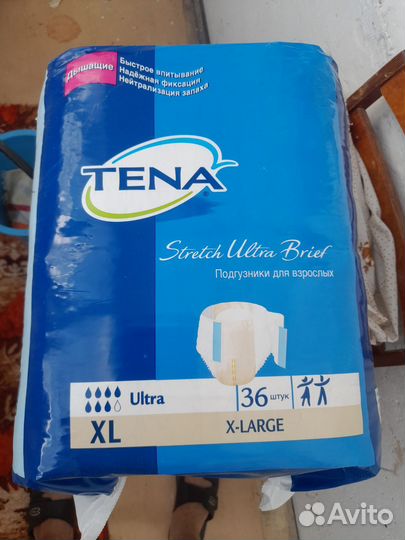 Дышащие
Быстрое впитывание
Надёжная фиксация
Нейтрализация запаха
TENA
Stretch Ultra Brief
Подгузники для взрослых
Ultra
36 штук
XL
X-LARGE
Avito